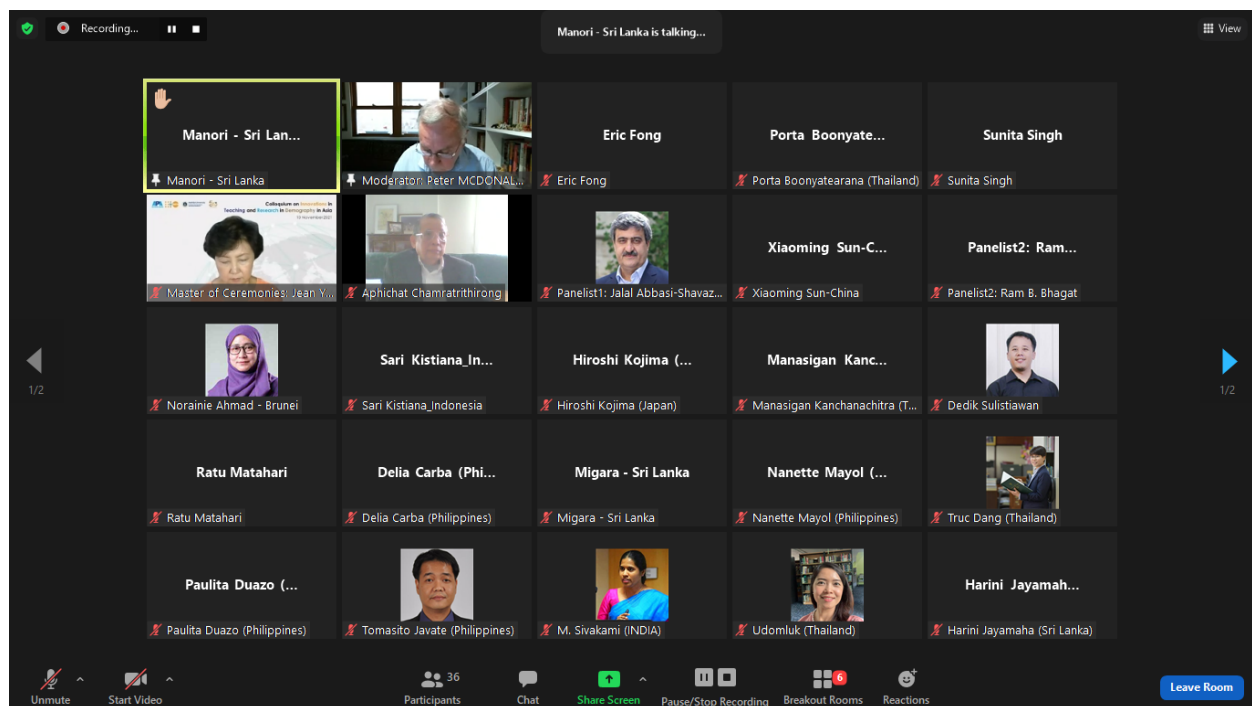 Recording...
Manori - Sri Lanka is talking...
View
Manori - Sri Lan...
Manori - Sri Lanka
Moderator: Peter MCDONAL...
Eric Fong
Eric Fong
Porta Boonyate...
Porta Boonyatearana (Thailand)
Sunita Singh
Sunita Singh
Colloquium on Innovations in
Teaching and Research in Demography in Asia
Master of Ceremonies: Jean Y...
Aphichat Chamratrithirong
Panelist1: Jalal Abbasi-Shavaz...
Xiaoming Sun-C...
Xiaoming Sun-China
Panelist2: Ram...
Panelist2: Ram B. Bhagat
1/2
Norainie Ahmad - Brunei
Sari Kistiana_In...
Sari Kistiana_Indonesia
Hiroshi Kojima (...
Hiroshi Kojima (Japan)
Manasigan Kanc...
Manasigan Kanchanachitra (T...
Dedik Sulistiawan
1/2
Ratu Matahari
Ratu Matahari
Delia Carba (Phi...
Delia Carba (Philippines)
Migara - Sri Lanka
Migara - Sri Lanka
Nanette Mayol (...
Nanette Mayol (Philippines)
Truc Dang (Thailand)
Paulita Duazo (...
Paulita Duazo (Philippines)
Tomasito Javate (Philippines)
M. Sivakami (INDIA)
Udomluk (Thailand)
Harini Jayamah...
Harini Jayamaha (Sri Lanka)
Unmute
Start Video
36
Participants
Chat
Share Screen
Pause/Stop Recording
6
Breakout Rooms
Reactions
Leave Room